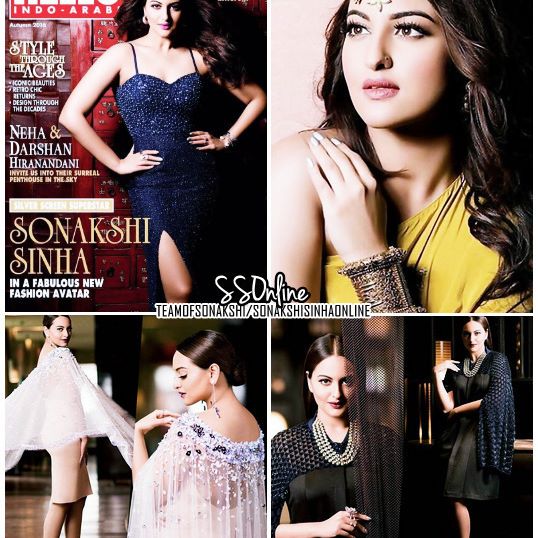 INDO-ARAB
Autumn 2016
STYLE
THROUGH
THE
AGES
• ICONIC BEAUTIES
• RETRO CHIC
RETURNS
• DESIGN THROUGH
THE DECADES
NEHA &
DARSHAN
HIRANANDANI
INVITE US INTO THEIR SURREAL
PENTHOUSE IN THE SKY
SILVER SCREEN SUPERSTAR
SONAKSHI
SINHA
IN A FABULOUS NEW
FASHION AVATAR
SSOnline
TEAMOFSONAKSHI/SONAKSHISINHAONLINE